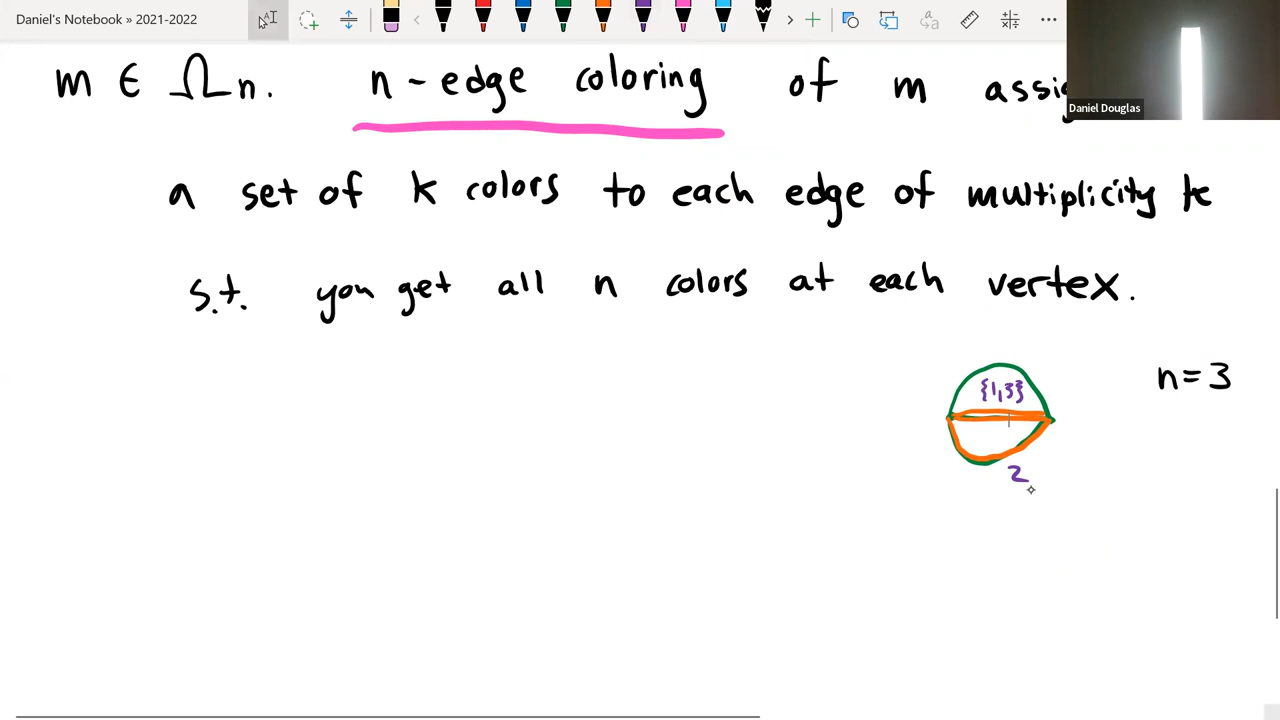 Daniel's Notebook » 2021-2022
Daniel Douglas
m ∈ Ωn. n-edge coloring of m
a set of k colors to each edge of multiplicity k
s.t. you get all n colors at each vertex.
n=3
{1,3}
2